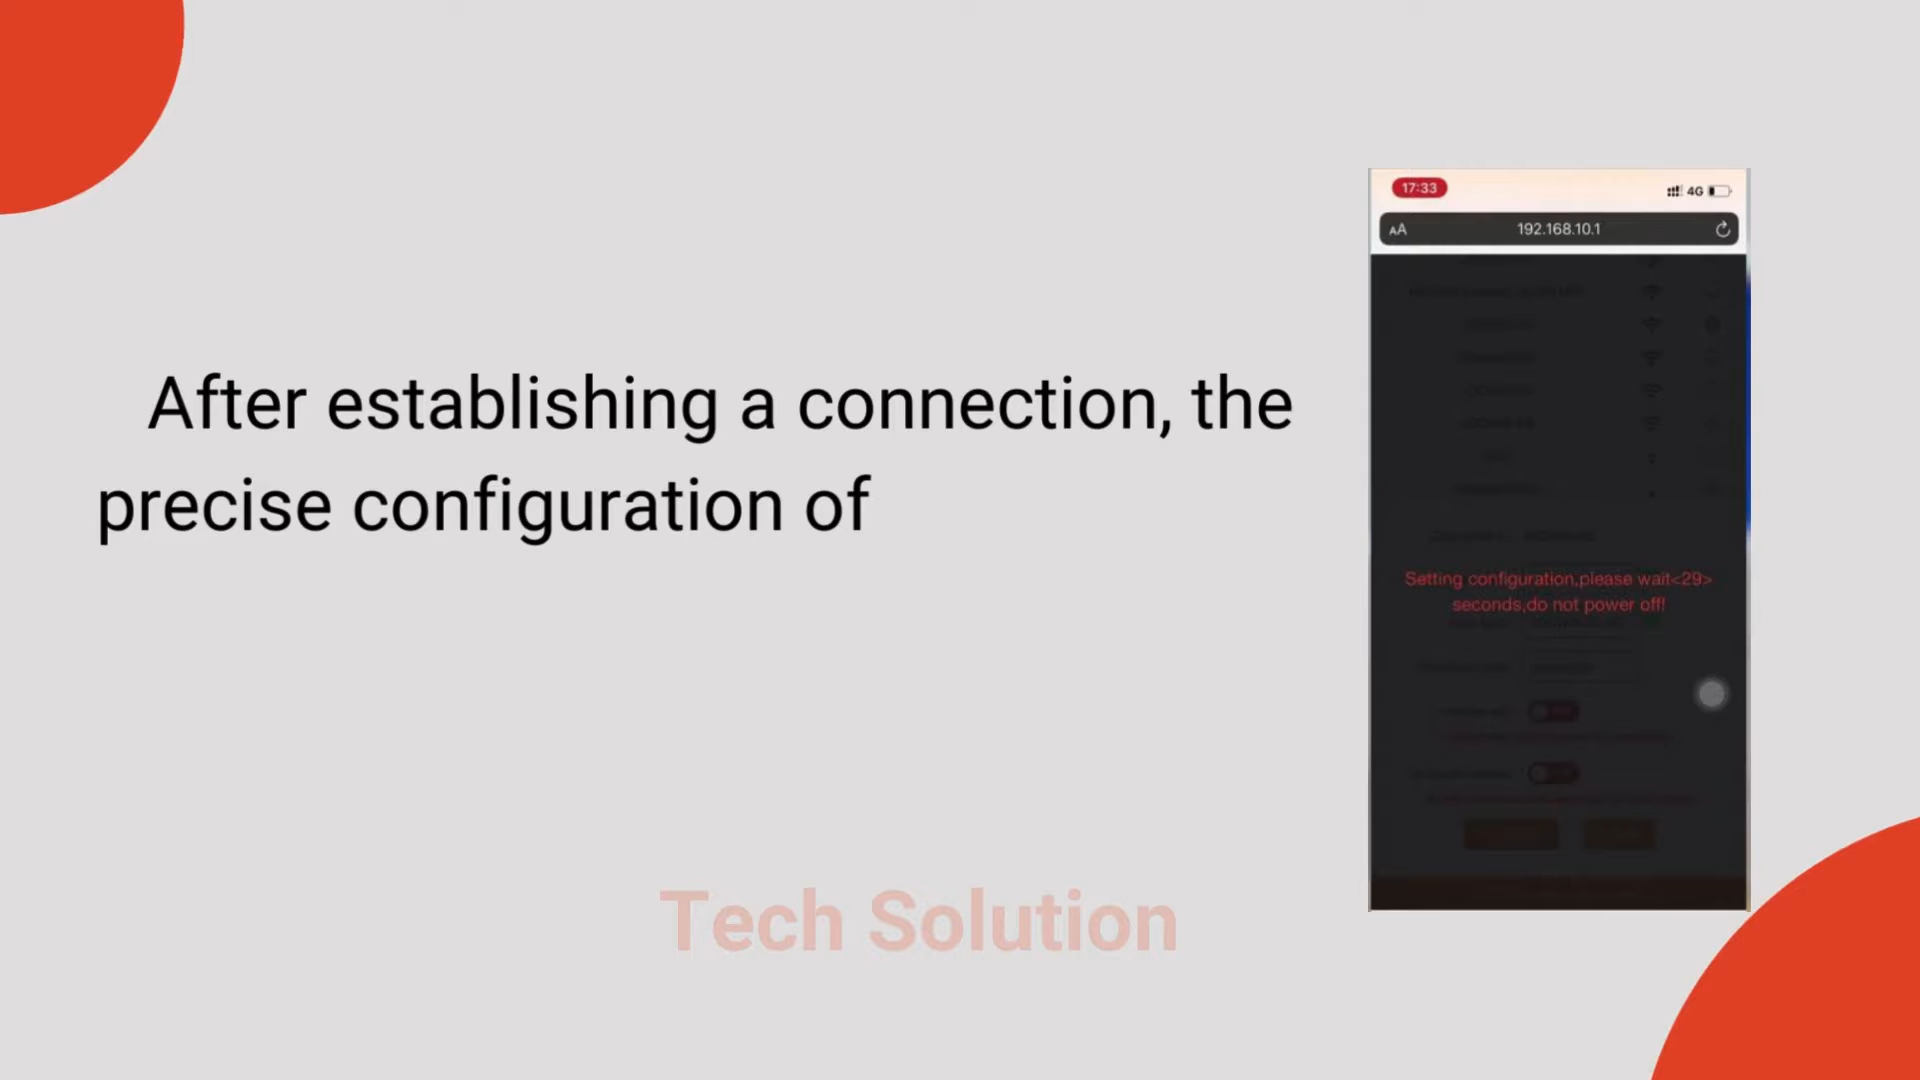 17:33
4G
AA 192.168.10.1
After establishing a connection, the
precise configuration of
Setting configuration,please wait<29>
seconds,do not power off!
Tech Solution